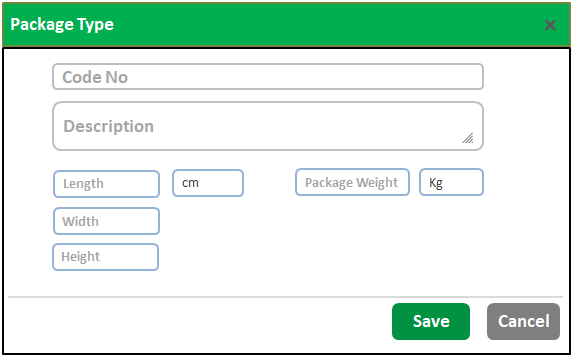 Package Type
Code No
Description
Length cm Package Weight Kg
Width
Height
Save Cancel